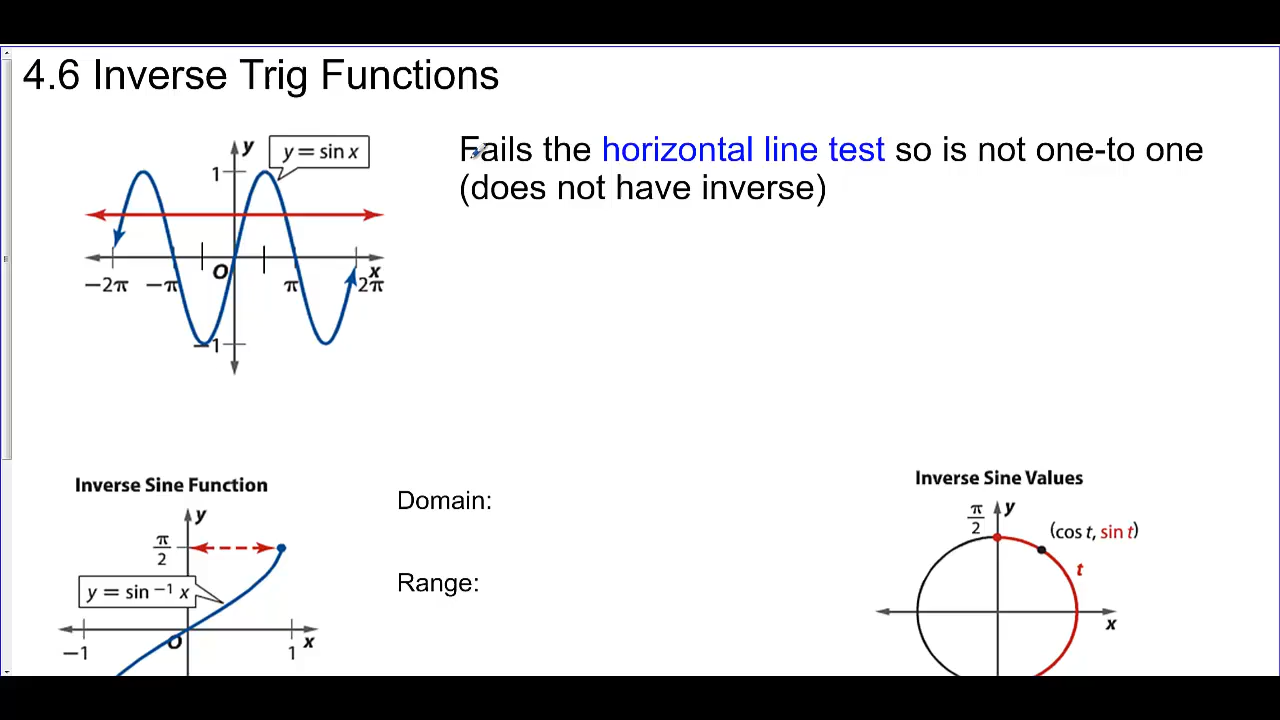 4.6 Inverse Trig Functions
y
y = sin x
1
O
x
−2π
−π
π
2π
−1
Fails the horizontal line test so is not one-to one
(does not have inverse)
Inverse Sine Function
y
π
2
y = sin −1 x
O
x
−1
1
Domain:
Range:
Inverse Sine Values
π
2
y
(cos t, sin t)
t
x